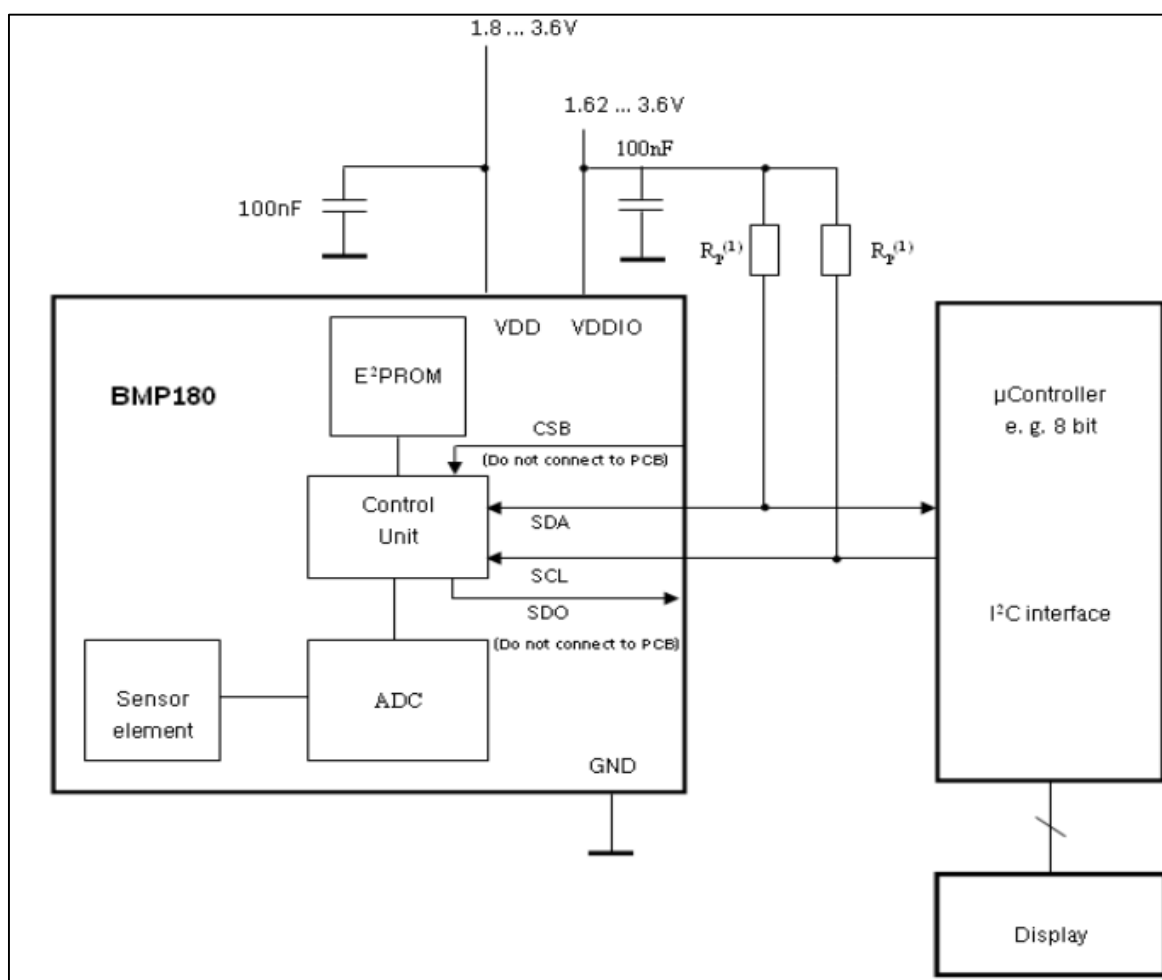 1.8 ... 3.6V
1.62 ... 3.6V
100nF
100nF
Rp(1)
Rp(1)
VDD
VDDIO
E²PROM
BMP180
µController
e. g. 8 bit
CSB
(Do not connect to PCB)
Control
Unit
SDA
SCL
SDO
(Do not connect to PCB)
I²C interface
Sensor
element
ADC
GND
Display